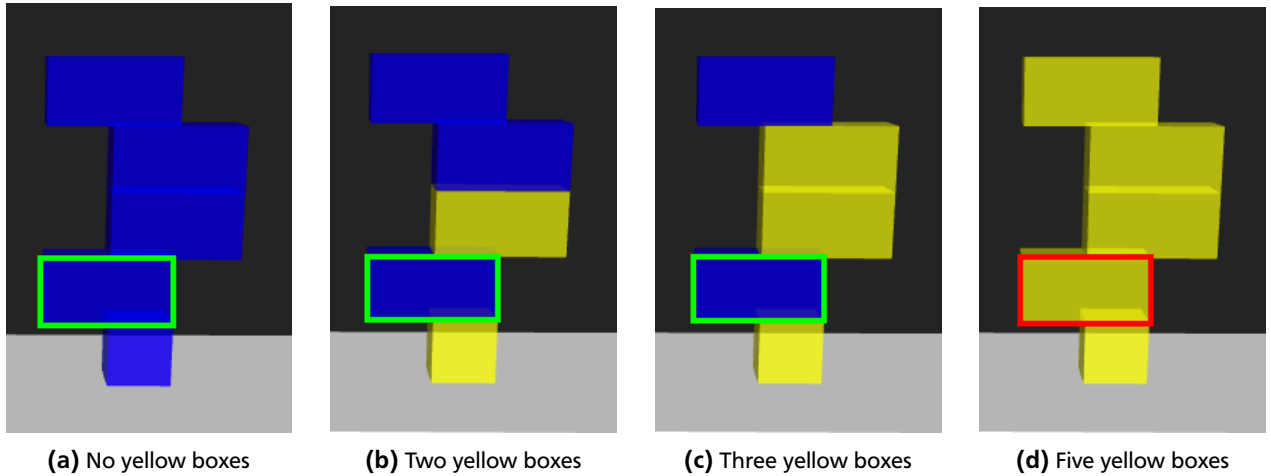 (a) No yellow boxes
(b) Two yellow boxes
(c) Three yellow boxes
(d) Five yellow boxes